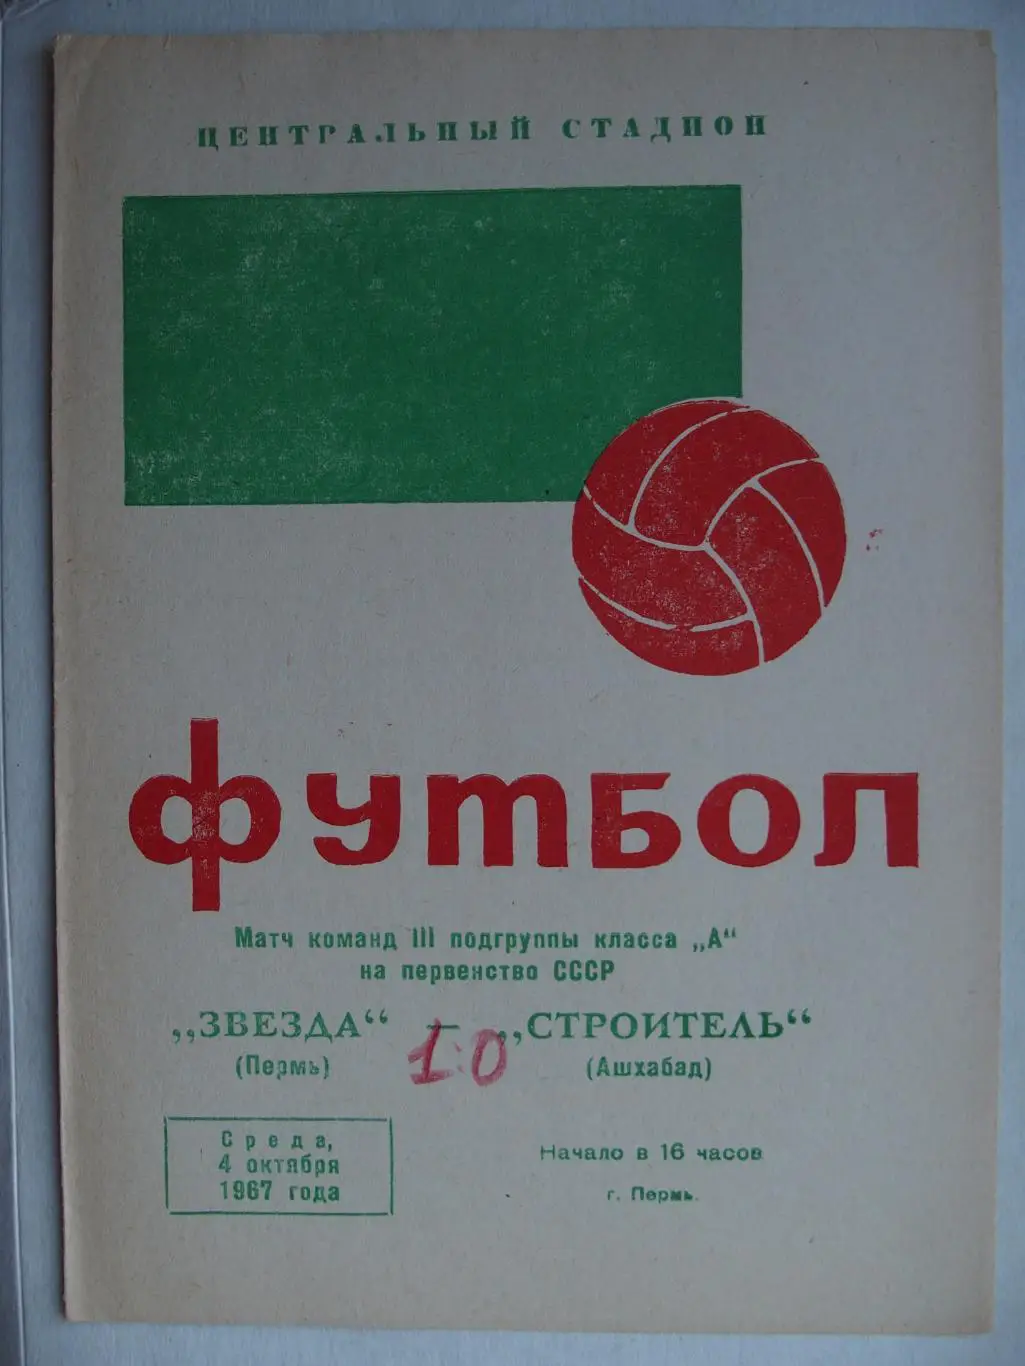 ЦЕНТРАЛЬНЫЙ СТАДИОН
ФУТБОЛ
Матч команд III подгруппы класса „А“
на первенство СССР
„ЗВЕЗДА“ — „СТРОИТЕЛЬ“
(Пермь) 1:0 (Ашхабад)
Среда,
4 октября
1967 года
Начало в 16 часов
г. Пермь.